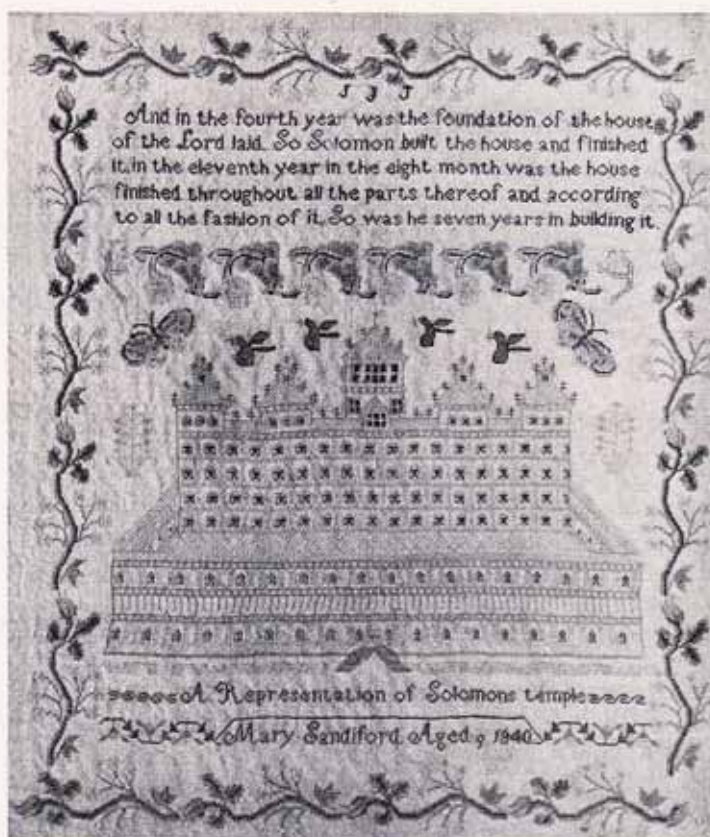 J J J
And in the fourth year was the foundation of the house
of the Lord laid. So Solomon built the house and finished
it, in the eleventh year in the eight month was the house
finished throughout all the parts thereof and according
to all the fashion of it. So was he seven years in building it.
A Representation of Solomons temple
Mary Sandiford Aged 9 1840